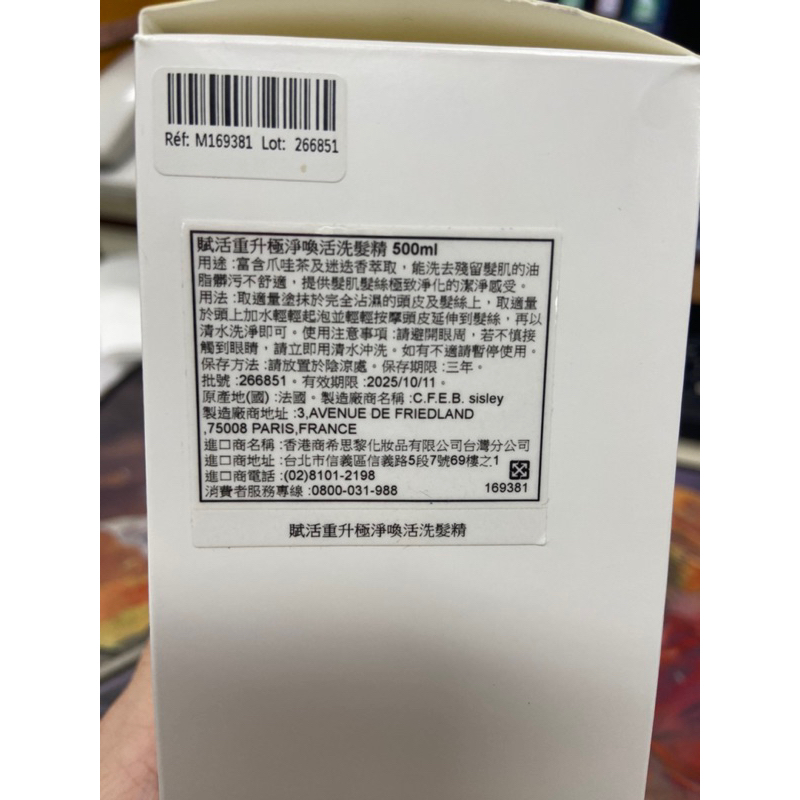 Réf: M169381 Lot: 266851
賦活重升極淨喚活洗髮精 500ml
用途 :富含爪哇茶及迷迭香萃取，能洗去殘留髮肌的油
脂髒污不舒適，提供髮肌髮絲極致淨化的潔淨感受。
用法 :取適量塗抹於完全沾濕的頭皮及髮絲上，取適量
於頭上加水輕輕起泡並輕輕按摩頭皮延伸到髮絲，再以
清水洗淨即可。使用注意事項 :請避開眼周，若不慎接
觸到眼睛，請立即用清水沖洗。如有不適請暫停使用。
保存方法 :請放置於陰涼處。保存期限 :三年。
批號 :266851。有效期限 :2025/10/11。
原產地(國) :法國。製造廠商名稱 :C.F.E.B. sisley
製造廠商地址 :3,AVENUE DE FRIEDLAND
,75008 PARIS,FRANCE
進口商名稱 :香港商希思黎化妝品有限公司台灣分公司
進口商地址 :台北市信義區信義路5段7號69樓之1
進口商電話 :(02)8101-2198
消費者服務專線 :0800-031-988
169381
賦活重升極淨喚活洗髮精